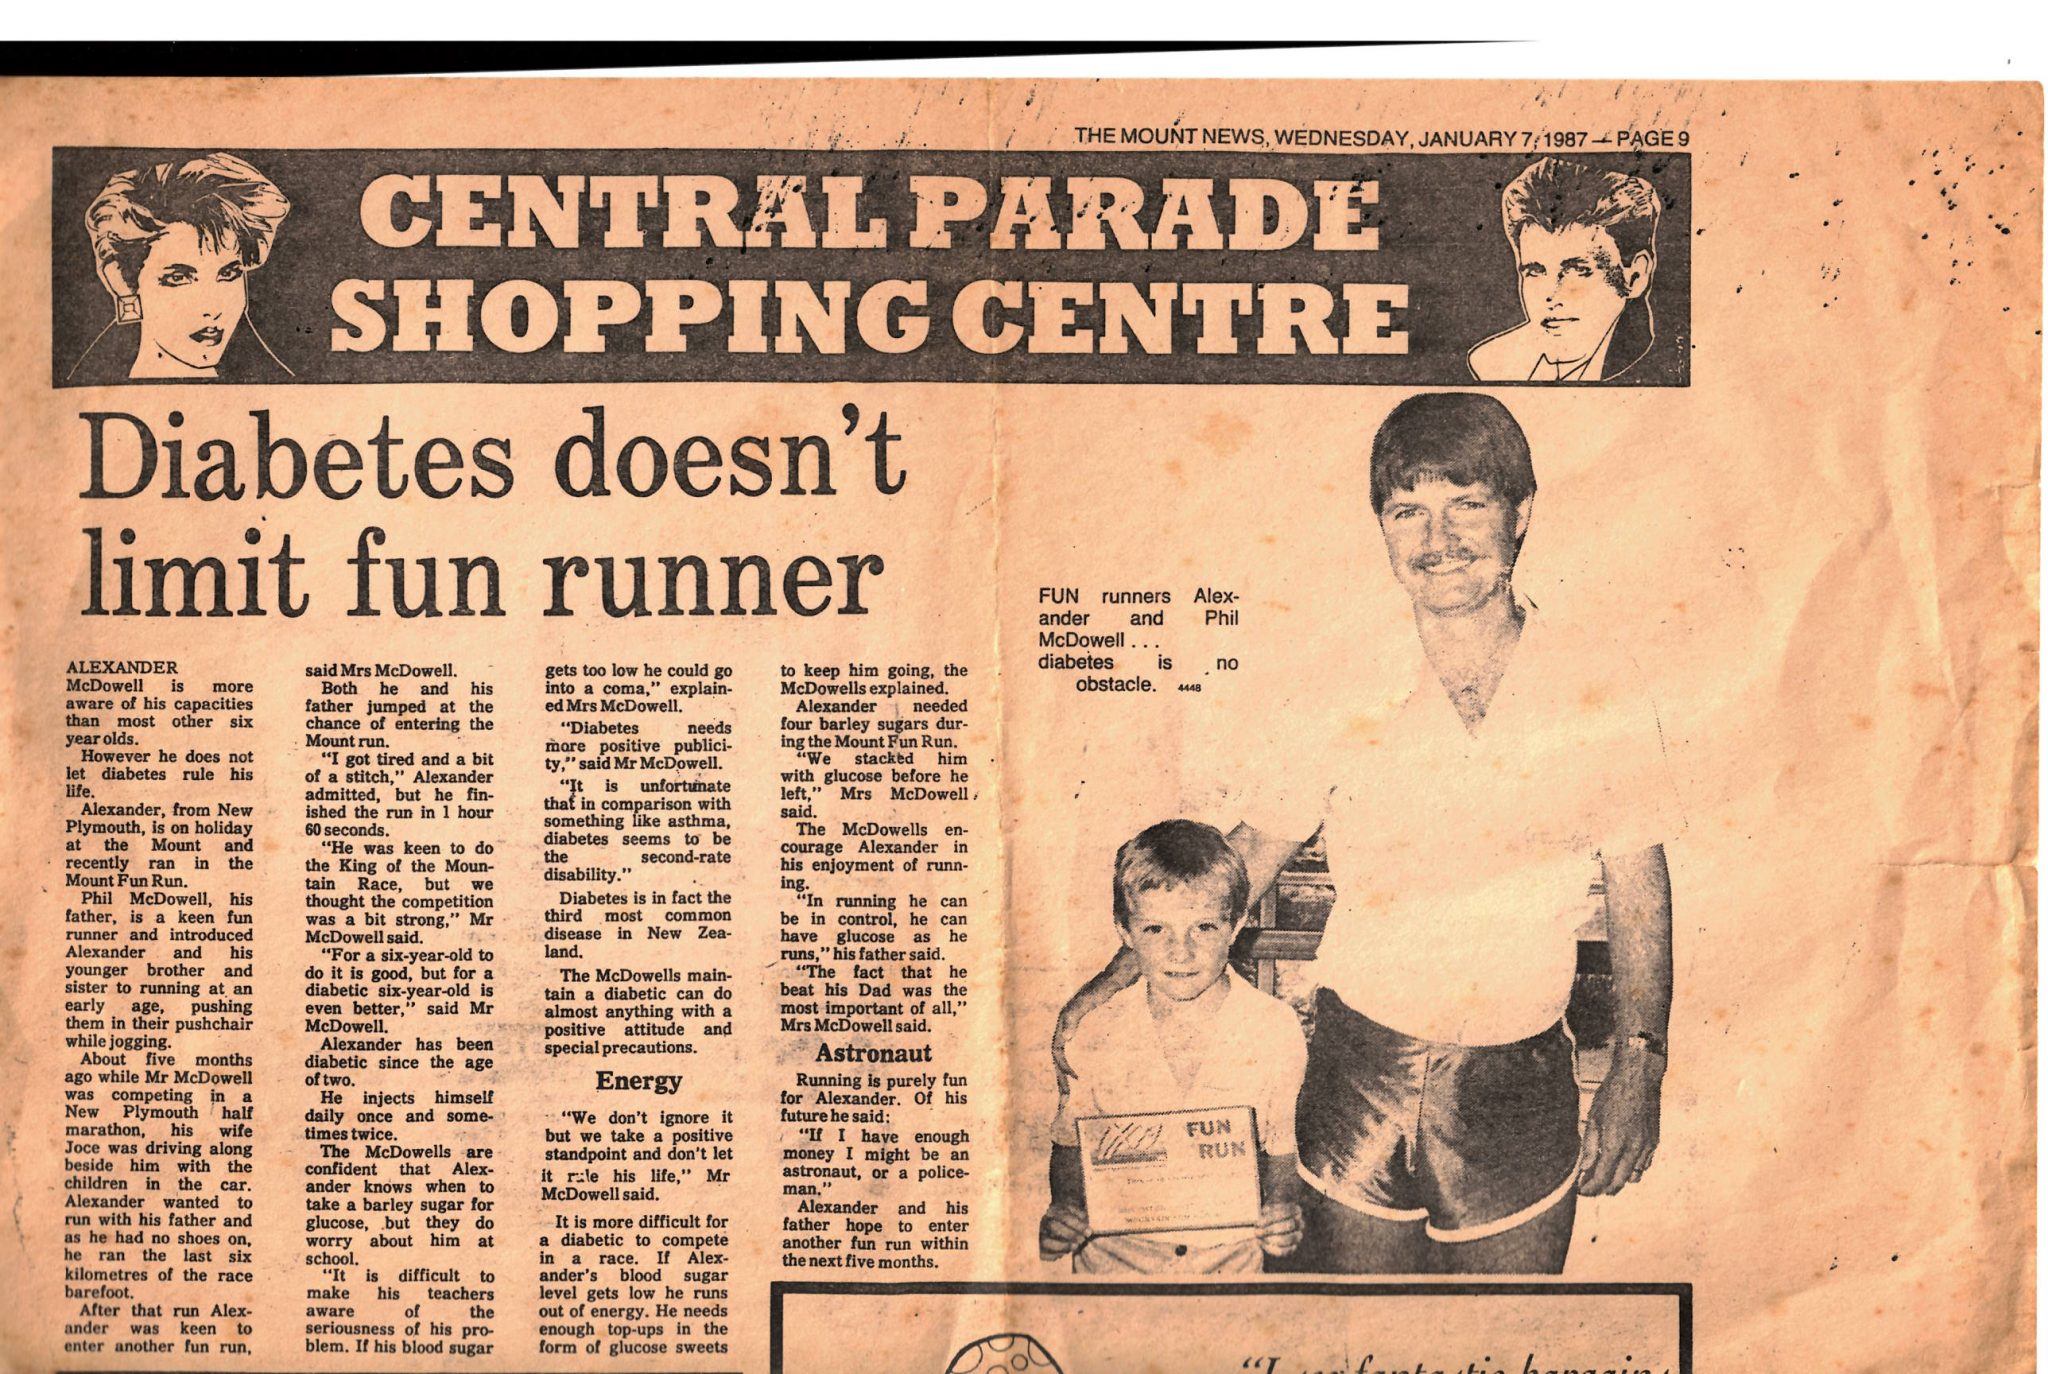 THE MOUNT NEWS, WEDNESDAY, JANUARY 7, 1987 — PAGE 9
CENTRAL PARADE
SHOPPING CENTRE
Diabetes doesn't
limit fun runner
ALEXANDER
McDowell is more
aware of his capacities
than most other six
year olds.
However he does not
let diabetes rule his
life.
Alexander, from New
Plymouth, is on holiday
at the Mount and
recently ran in the
Mount Fun Run.
Phil McDowell, his
father, is a keen fun
runner and introduced
Alexander and his
younger brother and
sister to running at an
early age, pushing
them in their pushchair
while jogging.
About five months
ago while Mr McDowell
was competing in a
New Plymouth half
marathon, his wife
Joce was driving along
beside him with the
children in the car.
Alexander wanted to
run with his father and
as he had no shoes on,
he ran the last six
kilometres of the race
barefoot.
After that run Alex-
ander was keen to
enter another fun run,
said Mrs McDowell.
Both he and his
father jumped at the
chance of entering the
Mount run.
"I got tired and a bit
of a stitch," Alexander
admitted, but he fin-
ished the run in 1 hour
60 seconds.
"He was keen to do
the King of the Moun-
tain Race, but we
thought the competition
was a bit strong," Mr
McDowell said.
"For a six-year-old to
do it is good, but for a
diabetic six-year-old is
even better," said Mr
McDowell.
Alexander has been
diabetic since the age
of two.
He injects himself
daily once and some-
times twice.
The McDowells are
confident that Alex-
ander knows when to
take a barley sugar for
glucose, but they do
worry about him at
school.
"It is difficult to
make his teachers
aware of the
seriousness of his pro-
blem. If his blood sugar
gets too low he could go
into a coma," explain-
ed Mrs McDowell.
"Diabetes needs
more positive publici-
ty," said Mr McDowell.
"It is unfortunate
that in comparison with
something like asthma,
diabetes seems to be
the second-rate
disability."
Diabetes is in fact the
third most common
disease in New Zea-
land.
The McDowells main-
tain a diabetic can do
almost anything with a
positive attitude and
special precautions.
Energy
"We don't ignore it
but we take a positive
standpoint and don't let
it rule his life," Mr
McDowell said.
It is more difficult for
a diabetic to compete
in a race. If Alex-
ander's blood sugar
level gets low he runs
out of energy. He needs
enough top-ups in the
form of glucose sweets
to keep him going, the
McDowells explained.
Alexander needed
four barley sugars dur-
ing the Mount Fun Run.
"We stacked him
with glucose before he
left," Mrs McDowell
said.
The McDowells en-
courage Alexander in
his enjoyment of runn-
ing.
"In running he can
be in control, he can
have glucose as he
runs," his father said.
"The fact that he
beat his Dad was the
most important of all,"
Mrs McDowell said.
Astronaut
Running is purely fun
for Alexander. Of his
future he said:
"If I have enough
money I might be an
astronaut, or a police-
man."
Alexander and his
father hope to enter
another fun run within
the next five months.
FUN runners Alex-
ander and Phil
McDowell . . .
diabetes is no
obstacle. 4448
FUN
RUN
fantastic bargains